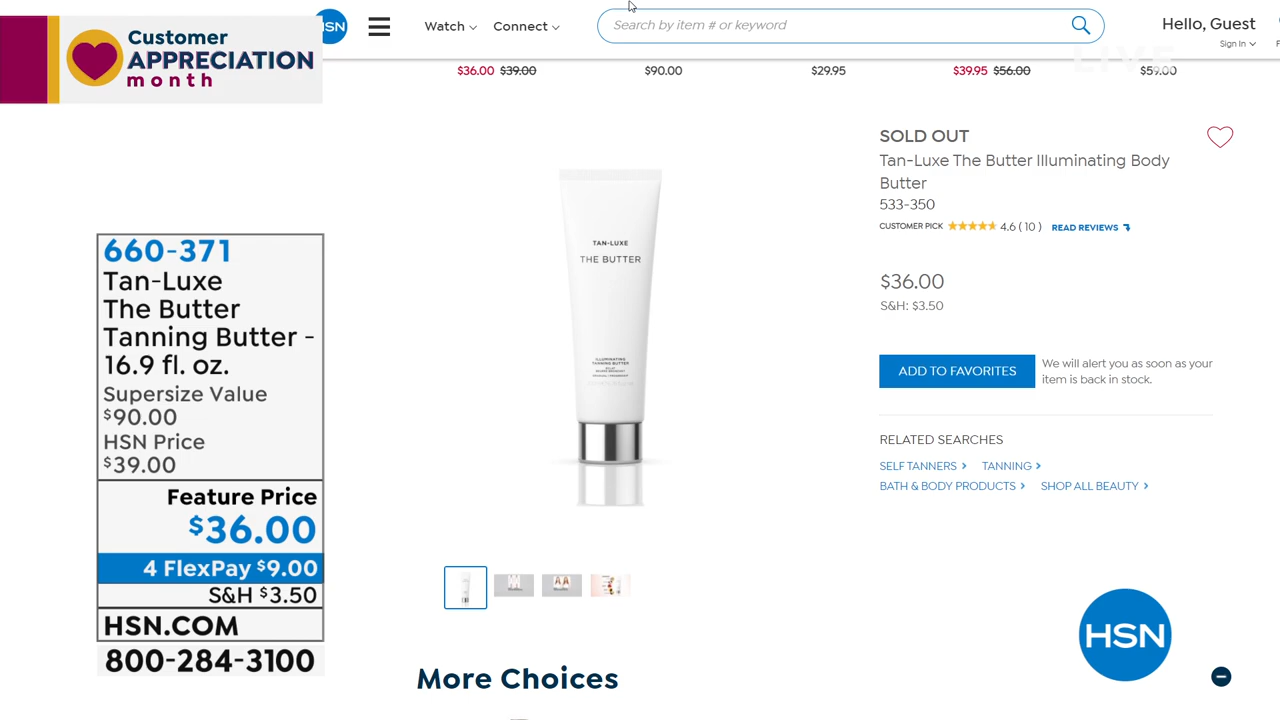 Customer
APPRECIATION
month
HSN
Watch
Connect
Search by item # or keyword
Hello, Guest
Sign In
LIVE
$36.00 $39.00
$90.00
$29.95
$39.95 $56.00
$59.00
660-371
Tan-Luxe
The Butter
Tanning Butter -
16.9 fl. oz.
Supersize Value
$90.00
HSN Price
$39.00
Feature Price
$36.00
4 FlexPay $9.00
S&H $3.50
HSN.COM
800-284-3100
TAN-LUXE
THE BUTTER
ILLUMINATING
TANNING BUTTER
SOLD OUT
Tan-Luxe The Butter Illuminating Body
Butter
533-350
CUSTOMER PICK 4.6 ( 10 ) READ REVIEWS
$36.00
S&H: $3.50
ADD TO FAVORITES
We will alert you as soon as your
item is back in stock.
RELATED SEARCHES
SELF TANNERS TANNING
BATH & BODY PRODUCTS SHOP ALL BEAUTY
More Choices
HSN